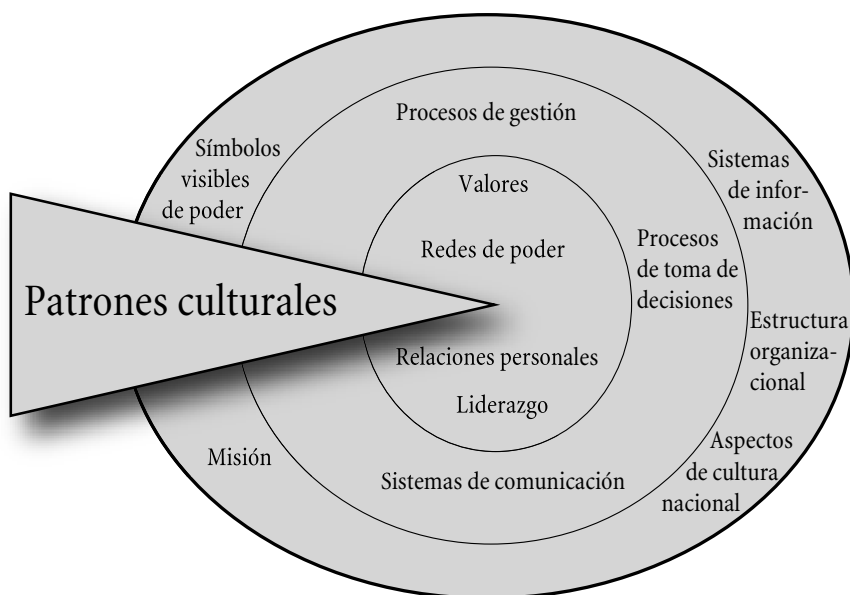 Procesos de gestión
Símbolos
visibles
de poder
Sistemas
de infor-
mación
Valores
Redes de poder
Procesos
de toma de
decisiones
Patrones culturales
Estructura
organiza-
cional
Relaciones personales
Liderazgo
Aspectos
de cultura
nacional
Misión
Sistemas de comunicación